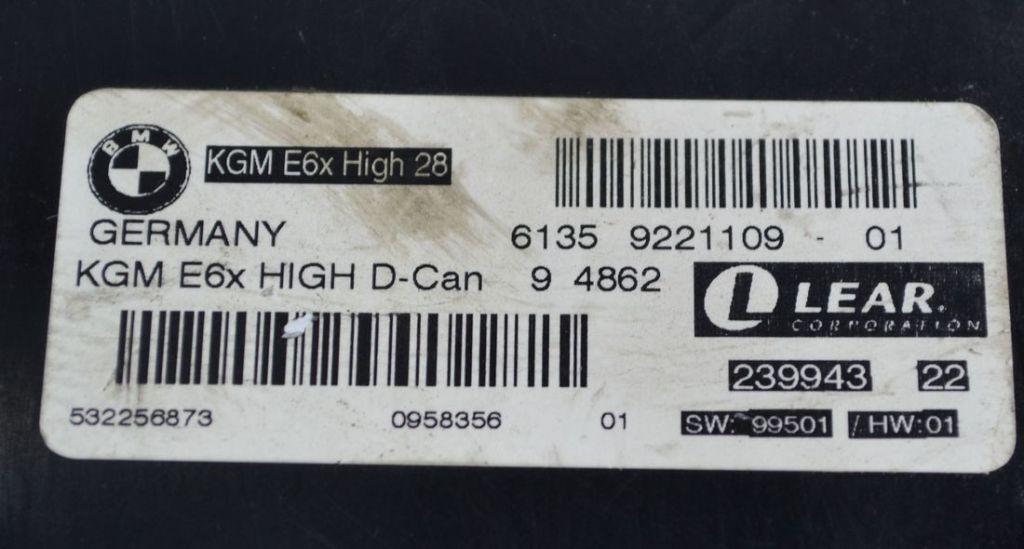 BMW
KGM E6x High 28
GERMANY
6135 9221109 - 01
KGM E6x HIGH D-Can 9 4862
L LEAR.
CORPORATION
239943 22
532256873 0958356 01
SW: 99501 / HW:01